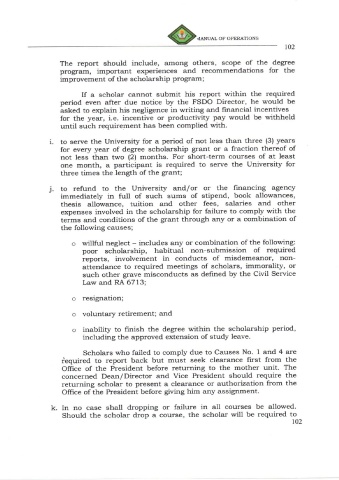 MANUAL OF OPERATIONS
102
The report should include, among others, scope of the degree
program, important experiences and recommendations for the
improvement of the scholarship program;
If a scholar cannot submit his report within the required
period even after due notice by the FSDO Director, he would be
asked to explain his negligence in writing and financial incentives
for the year, i.e. incentive or productivity pay would be withheld
until such requirement has been complied with.
i. to serve the University for a period of not less than three (3) years
for every year of degree scholarship grant or a fraction thereof of
not less than two (2) months. For short-term courses of at least
one month, a participant is required to serve the University for
three times the length of the grant;
j. to refund to the University and/or or the financing agency
immediately in full of such sums of stipend, book allowances,
thesis allowance, tuition and other fees, salaries and other
expenses involved in the scholarship for failure to comply with the
terms and conditions of the grant through any or a combination of
the following causes;
o willful neglect – includes any or combination of the following:
poor scholarship, habitual non-submission of required
reports, involvement in conducts of misdemeanor, non-
attendance to required meetings of scholars, immorality, or
such other grave misconducts as defined by the Civil Service
Law and RA 6713;
o resignation;
o voluntary retirement; and
o inability to finish the degree within the scholarship period,
including the approved extension of study leave.
Scholars who failed to comply due to Causes No. 1 and 4 are
required to report back but must seek clearance first from the
Office of the President before returning to the mother unit. The
concerned Dean/Director and Vice President should require the
returning scholar to present a clearance or authorization from the
Office of the President before giving him any assignment.
k. in no case shall dropping or failure in all courses be allowed.
Should the scholar drop a course, the scholar will be required to
102